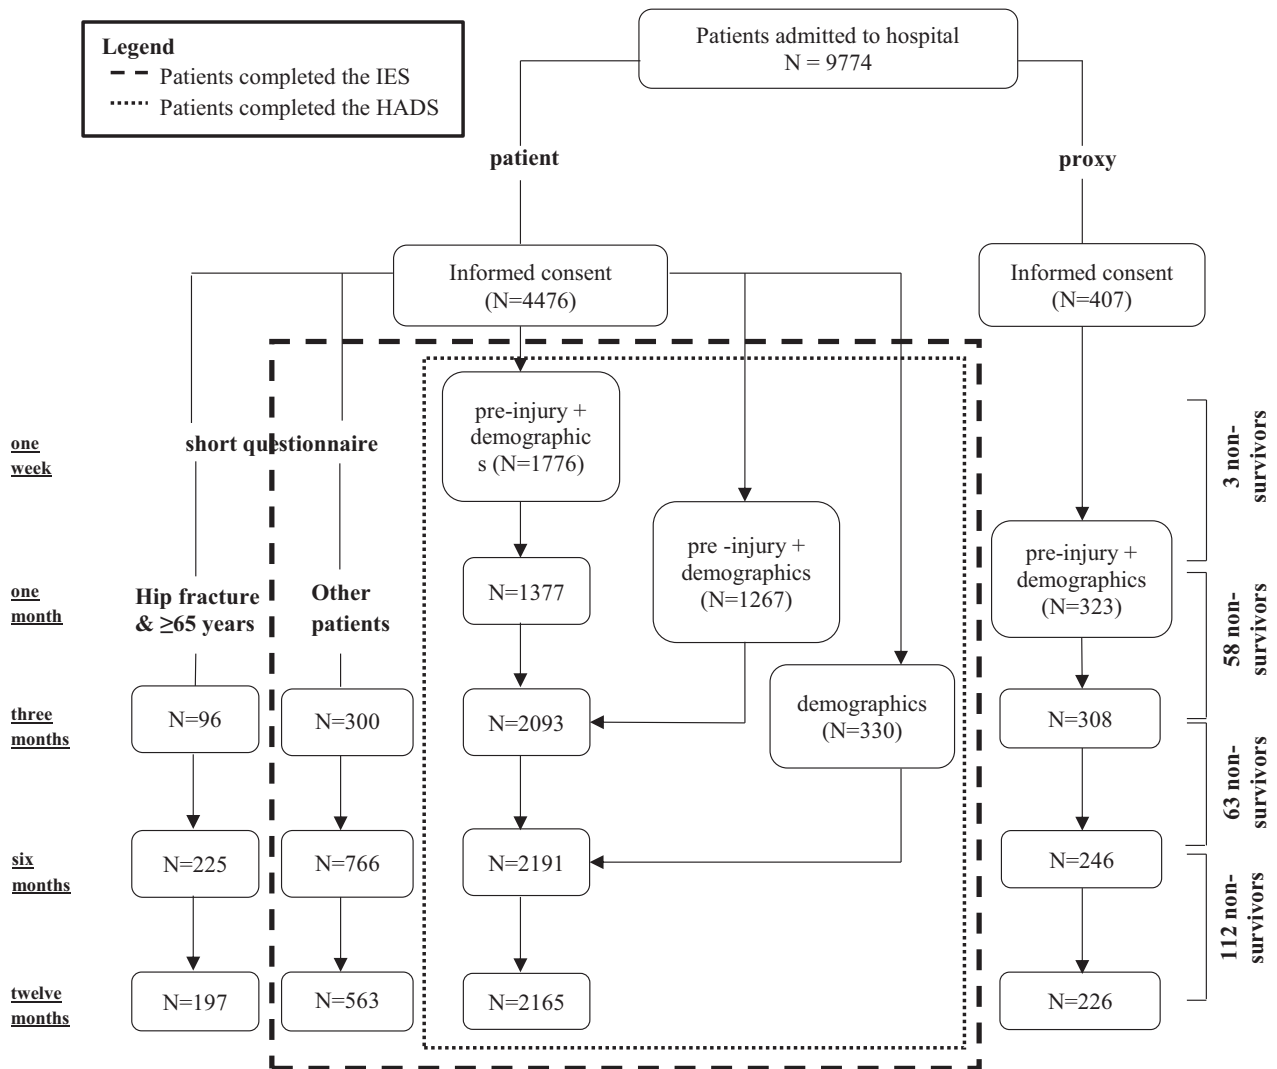 Legend
Patients completed the IES
Patients completed the HADS
Patients admitted to hospital
N = 9774
patient
proxy
Informed consent
(N=4476)
Informed consent
(N=407)
one
week
short questionnaire
pre-injury +
demographic
s (N=1776)
3 non-
survivors
one
month
Hip fracture
& ≥65 years
Other
patients
N=1377
pre -injury +
demographics
(N=1267)
pre-injury +
demographics
(N=323)
58 non-
survivors
three
months
N=96
N=300
N=2093
demographics
(N=330)
N=308
63 non-
survivors
six
months
N=225
N=766
N=2191
N=246
112 non-
survivors
twelve
months
N=197
N=563
N=2165
N=226